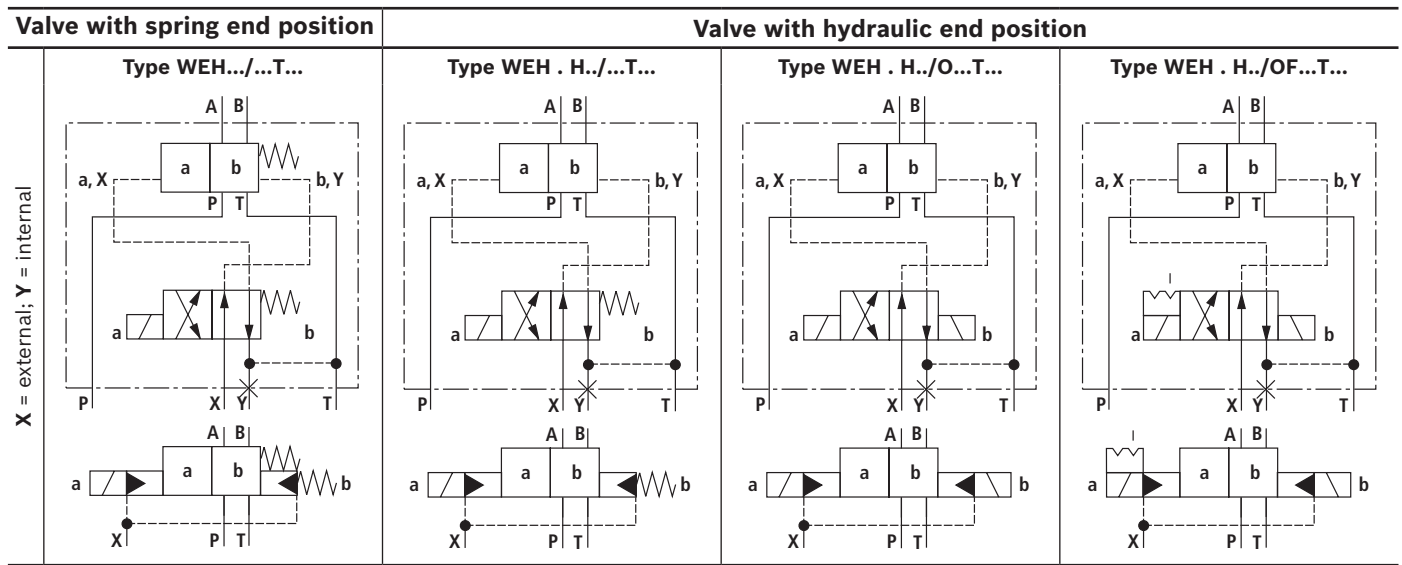 Valve with spring end position
Valve with hydraulic end position
X = external; Y = internal
Type WEH.../...T...
A B
a b
a, X b, Y
P T
a b
P X Y T
A B
a a b b
X P T
Type WEH . H../...T...
A B
a b
a, X b, Y
P T
a b
P X Y T
A B
a a b b
X P T
Type WEH . H../O...T...
A B
a b
a, X b, Y
P T
a b
P X Y T
A B
a a b b
X P T
Type WEH . H../OF...T...
A B
a b
a, X b, Y
P T
a b
P X Y T
A B
a a b b
X P T